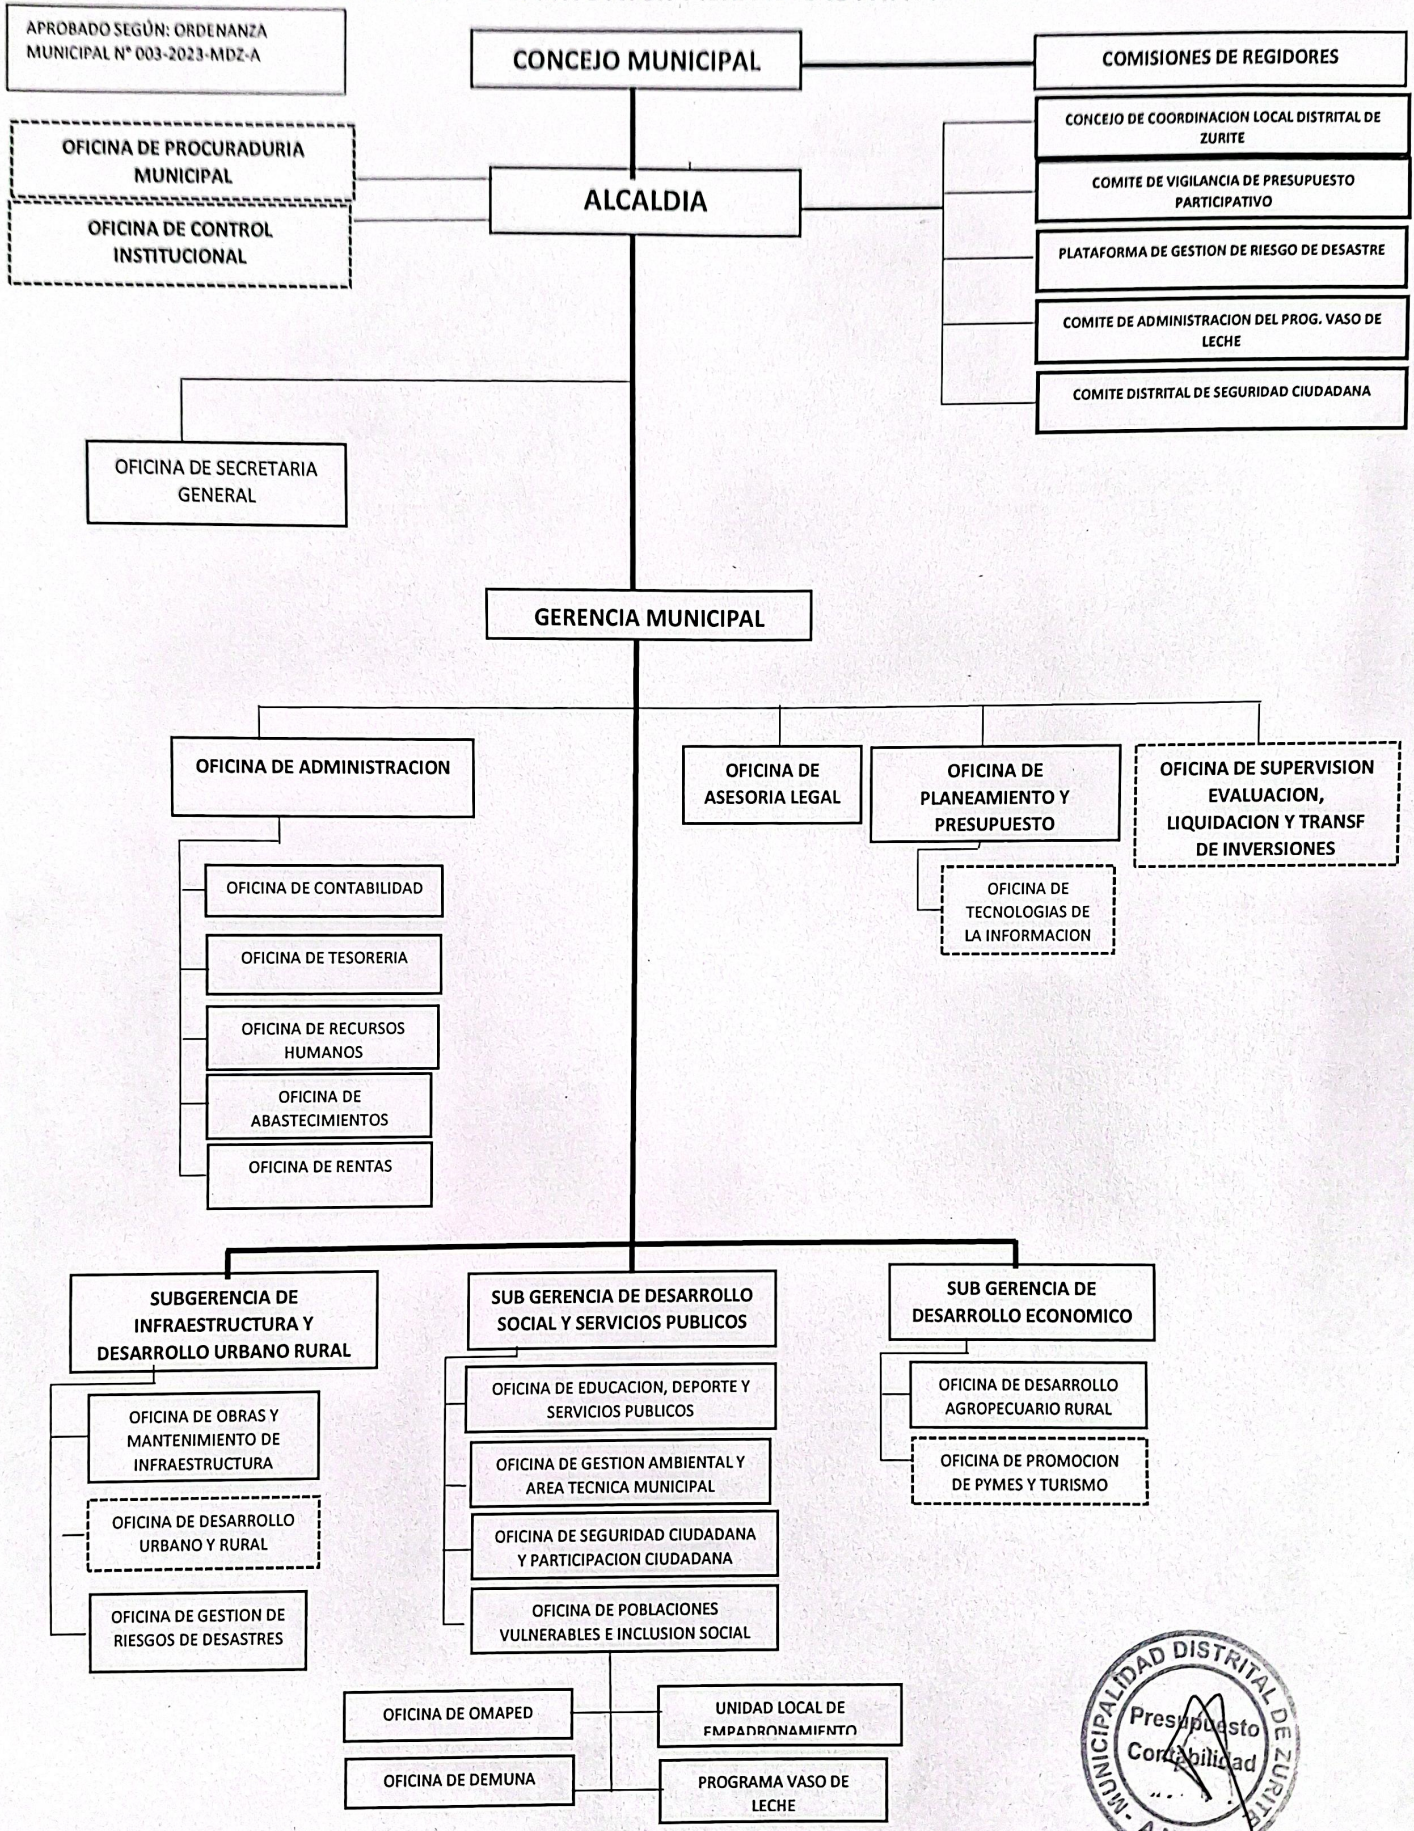 APROBADO SEGÚN: ORDENANZA
MUNICIPAL N° 003-2023-MDZ-A
CONCEJO MUNICIPAL
COMISIONES DE REGIDORES
CONCEJO DE COORDINACION LOCAL DISTRITAL DE
ZURITE
OFICINA DE PROCURADURIA
MUNICIPAL
ALCALDIA
COMITE DE VIGILANCIA DE PRESUPUESTO
PARTICIPATIVO
OFICINA DE CONTROL
INSTITUCIONAL
PLATAFORMA DE GESTION DE RIESGO DE DESASTRE
COMITE DE ADMINISTRACION DEL PROG. VASO DE
LECHE
COMITE DISTRITAL DE SEGURIDAD CIUDADANA
OFICINA DE SECRETARIA
GENERAL
GERENCIA MUNICIPAL
OFICINA DE ADMINISTRACION
OFICINA DE
ASESORIA LEGAL
OFICINA DE
PLANEAMIENTO Y
PRESUPUESTO
OFICINA DE SUPERVISION
EVALUACION,
LIQUIDACION Y TRANSF
DE INVERSIONES
OFICINA DE CONTABILIDAD
OFICINA DE TESORERIA
OFICINA DE RECURSOS
HUMANOS
OFICINA DE
ABASTECIMIENTOS
OFICINA DE RENTAS
OFICINA DE
TECNOLOGIAS DE
LA INFORMACION
SUBGERENCIA DE
INFRAESTRUCTURA Y
DESARROLLO URBANO RURAL
OFICINA DE OBRAS Y
MANTENIMIENTO DE
INFRAESTRUCTURA
OFICINA DE DESARROLLO
URBANO Y RURAL
OFICINA DE GESTION DE
RIESGOS DE DESASTRES
SUB GERENCIA DE DESARROLLO
SOCIAL Y SERVICIOS PUBLICOS
OFICINA DE EDUCACION, DEPORTE Y
SERVICIOS PUBLICOS
OFICINA DE GESTION AMBIENTAL Y
AREA TECNICA MUNICIPAL
OFICINA DE SEGURIDAD CIUDADANA
Y PARTICIPACION CIUDADANA
OFICINA DE POBLACIONES
VULNERABLES E INCLUSION SOCIAL
OFICINA DE OMAPED
UNIDAD LOCAL DE
EMPADRONAMIENTO
OFICINA DE DEMUNA
PROGRAMA VASO DE
LECHE
SUB GERENCIA DE
DESARROLLO ECONOMICO
OFICINA DE DESARROLLO
AGROPECUARIO RURAL
OFICINA DE PROMOCION
DE PYMES Y TURISMO
MUNICIPALIDAD DISTRITAL DE ZURITE
Presupuesto
Contabilidad